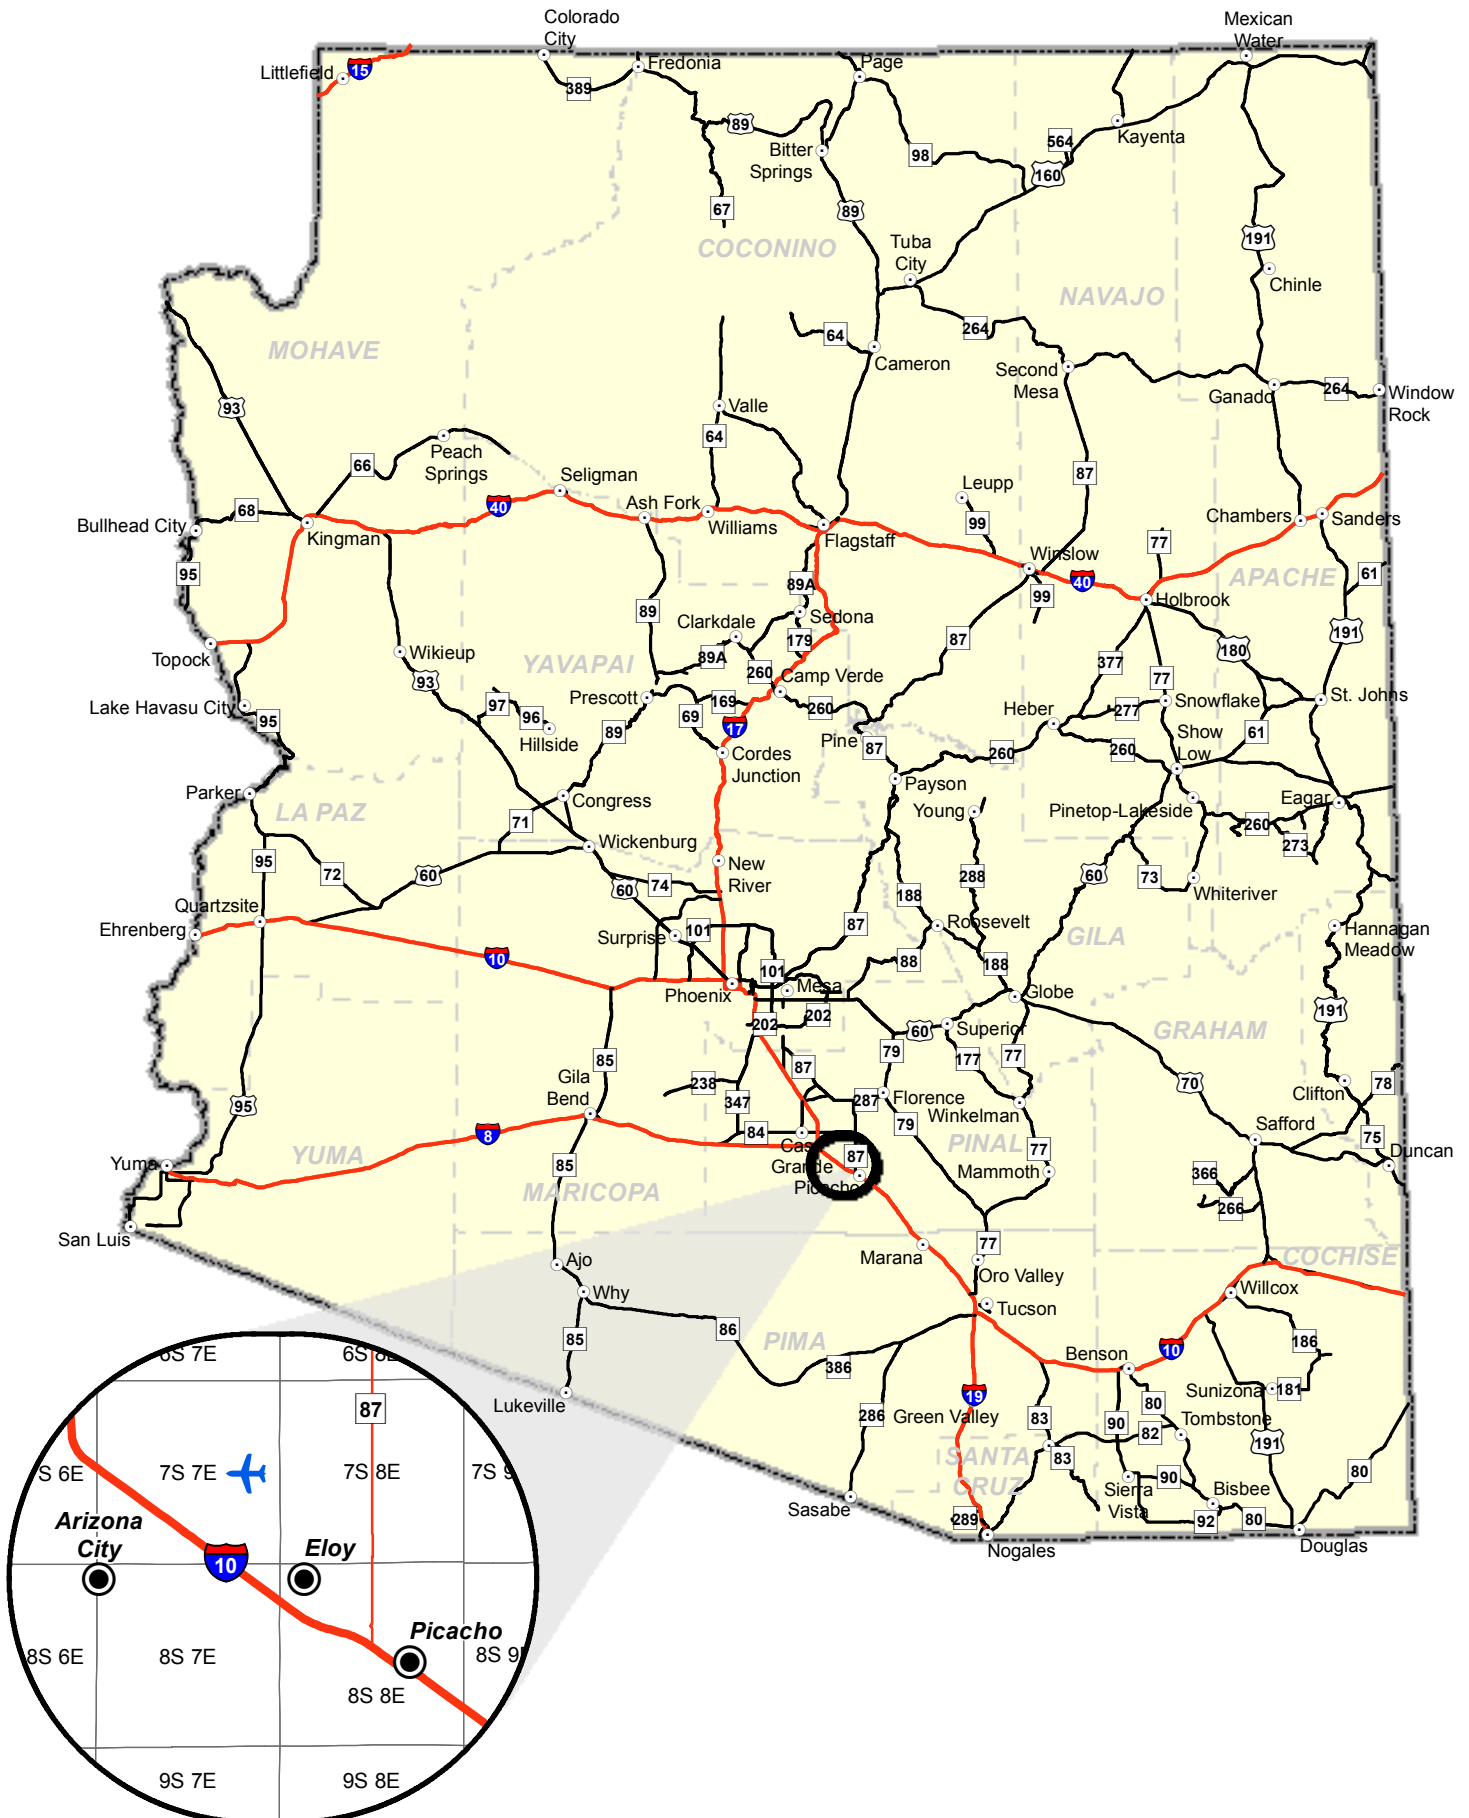 Colorado
City
Mexican
Water
Littlefield
15
Fredonia
Page
389
89
Kayenta
Bitter
Springs
98
564
160
67
89
191
COCONINO
Tuba
City
Chinle
NAVAJO
MOHAVE
64
264
Cameron
Second
Mesa
Ganado
264
Window
Rock
93
Valle
64
Peach
Springs
66
Seligman
87
Leupp
40
Ash Fork
Williams
68
Bullhead City
Kingman
Flagstaff
99
Chambers
Sanders
77
Winslow
95
89A
40
APACHE
61
99
Holbrook
89
Clarkdale
Sedona
179
87
191
Topock
Wikieup
YAVAPAI
89A
260
377
180
93
Camp Verde
77
Prescott
169
260
Lake Havasu City
95
97
96
Hillside
69
17
Heber
277
Snowflake
St. Johns
89
Pine
87
260
260
Show
Low
61
Cordes
Junction
Parker
LA PAZ
Congress
Payson
Young
Pinetop-Lakeside
Eagar
71
260
273
Wickenburg
95
72
60
New
River
60
74
188
288
60
73
Whiteriver
Quartzsite
Ehrenberg
Surprise
101
87
Roosevelt
GILA
Hannagan
Meadow
10
88
188
Phoenix
101
Mesa
Globe
202
202
60
Superior
GRAHAM
191
85
87
79
177
77
238
347
287
Florence
Winkelman
70
Clifton
78
Gila
Bend
95
8
84
Casa
Grande
87
Picacho
79
PINAL
77
Mammoth
Safford
75
Duncan
Yuma
YUMA
85
MARICOPA
366
266
San Luis
Marana
77
Oro Valley
COCHISE
Ajo
Why
Willcox
Tucson
86
85
PIMA
386
Benson
10
186
Lukeville
286
19
Green Valley
83
90
80
82
Tombstone
Sunizona
181
191
SANTA
CRUZ
83
80
Sasabe
289
Sierra
Vista
90
Bisbee
92
80
Nogales
Douglas
6S 7E
6S 8E
87
S 6E
7S 7E
7S 8E
7S 9
Arizona
City
10
Eloy
Picacho
8S 6E
8S 7E
8S 8E
8S 9
9S 7E
9S 8E